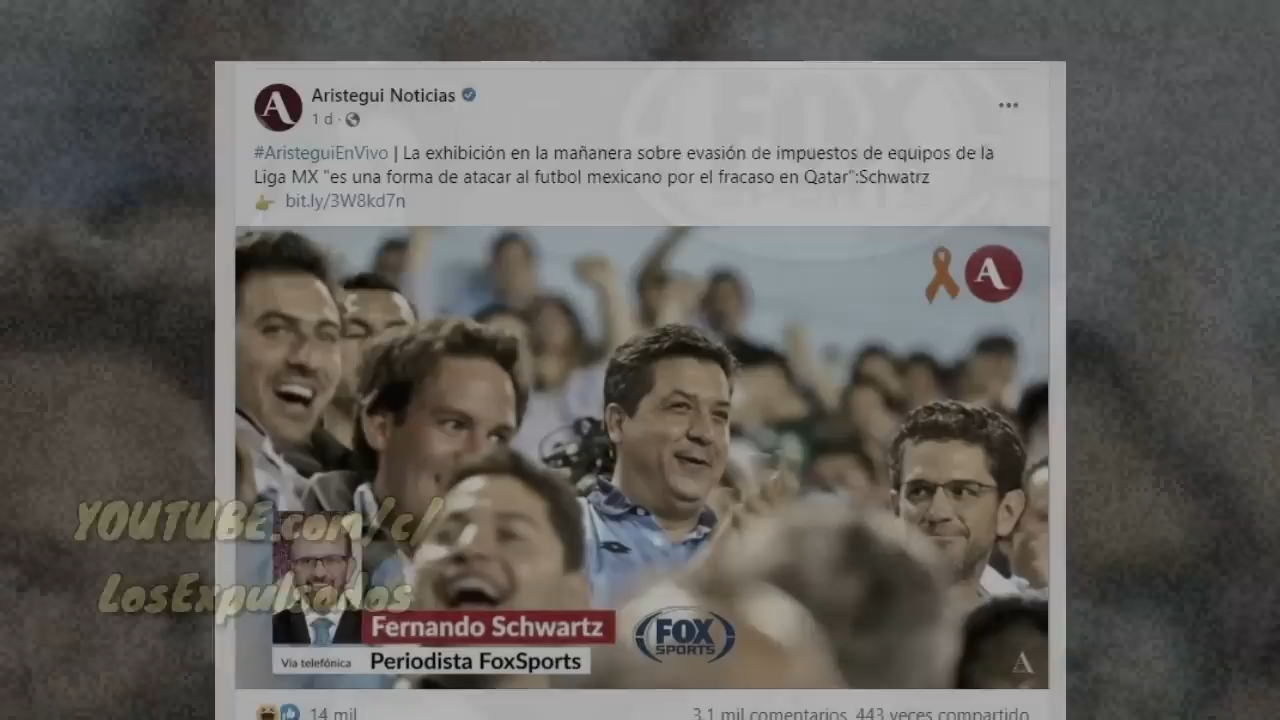 Aristegui Noticias
1 d ·
#AristeguiEnVivo | La exhibición en la mañanera sobre evasión de impuestos de equipos de la
Liga MX "es una forma de atacar al futbol mexicano por el fracaso en Qatar":Schwatrz
bit.ly/3W8kd7n
A
YOUTUBE.com/c/
LosExpulsados
Fernando Schwartz
Vía telefónica
Periodista FoxSports
FOX
SPORTS
A
14 mil
3.1 mil comentarios 443 veces compartido